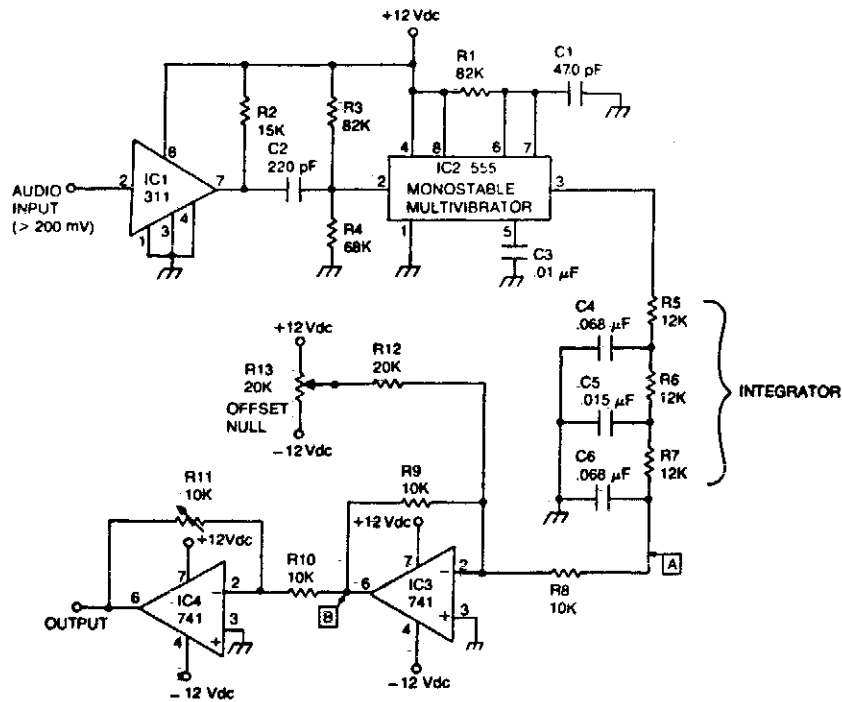 +12 Vdc
R1
82K
C1
470 pF
R2
15K
R3
82K
C2
220 pF
8
4
8
6
7
IC1
311
2
7
AUDIO
INPUT
(> 200 mV)
1
3
4
2
IC2 555
MONOSTABLE
MULTIVIBRATOR
3
1
5
R4
68K
C3
.01 µF
R5
12K
C4
.068 µF
R6
12K
INTEGRATOR
C5
.015 µF
R7
12K
C6
.068 µF
+12 Vdc
R13
20K
OFFSET
NULL
-12 Vdc
R12
20K
R9
10K
R11
10K
+12Vdc
+12Vdc
R10
10K
7
2
6
IC4
741
3
4
OUTPUT
- 12 Vdc
7
2
6
IC3
741
3
4
B
- 12 Vdc
R8
10K
A
-
+
-
+